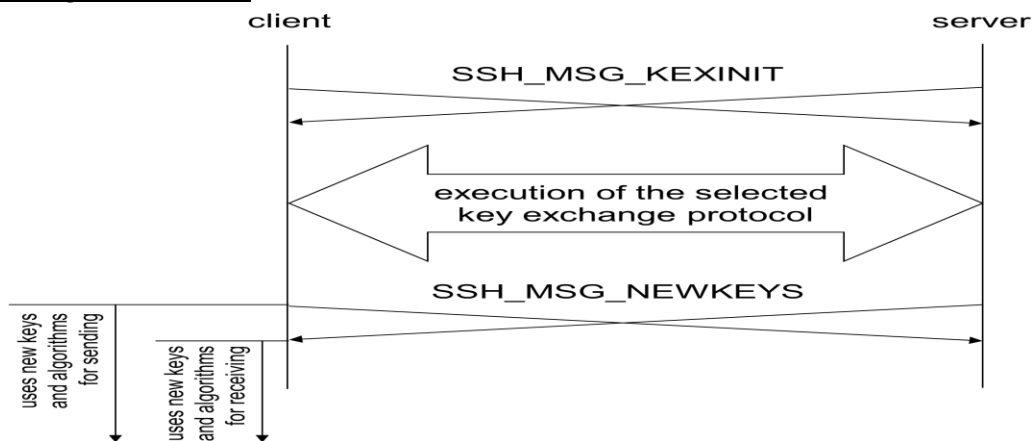 client
server
SSH_MSG_KEXINIT
execution of the selected
key exchange protocol
SSH_MSG_NEWKEYS
uses new keys
and algorithms
for sending
uses new keys
and algorithms
for receiving